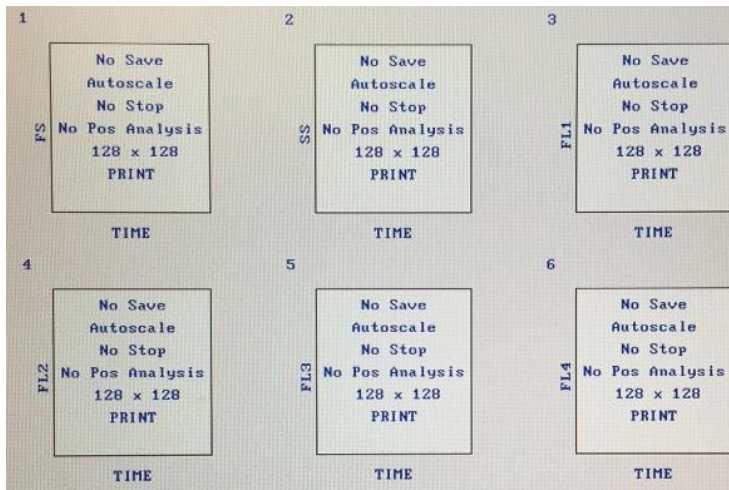 1 2 3
No Save No Save No Save
Autoscale Autoscale Autoscale
No Stop No Stop No Stop
FS No Pos Analysis SS No Pos Analysis FL1 No Pos Analysis
128 x 128 128 x 128 128 x 128
PRINT PRINT PRINT
TIME TIME TIME
4 5 6
No Save No Save No Save
Autoscale Autoscale Autoscale
No Stop No Stop No Stop
FL2 No Pos Analysis FL3 No Pos Analysis FL4 No Pos Analysis
128 x 128 128 x 128 128 x 128
PRINT PRINT PRINT
TIME TIME TIME